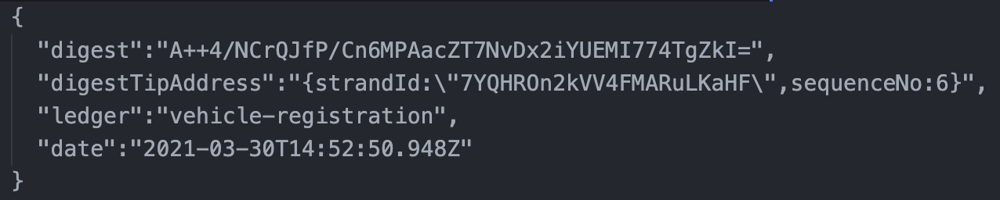 {
"digest":"A++4/NCrQJfP/Cn6MPAacZT7NvDx2iYUEMI774TgZkI=",
"digestTipAddress":"{strandId:\"7YQHROn2kVV4FMARuLKaHF\",sequenceNo:6}",
"ledger":"vehicle-registration",
"date":"2021-03-30T14:52:50.948Z"
}